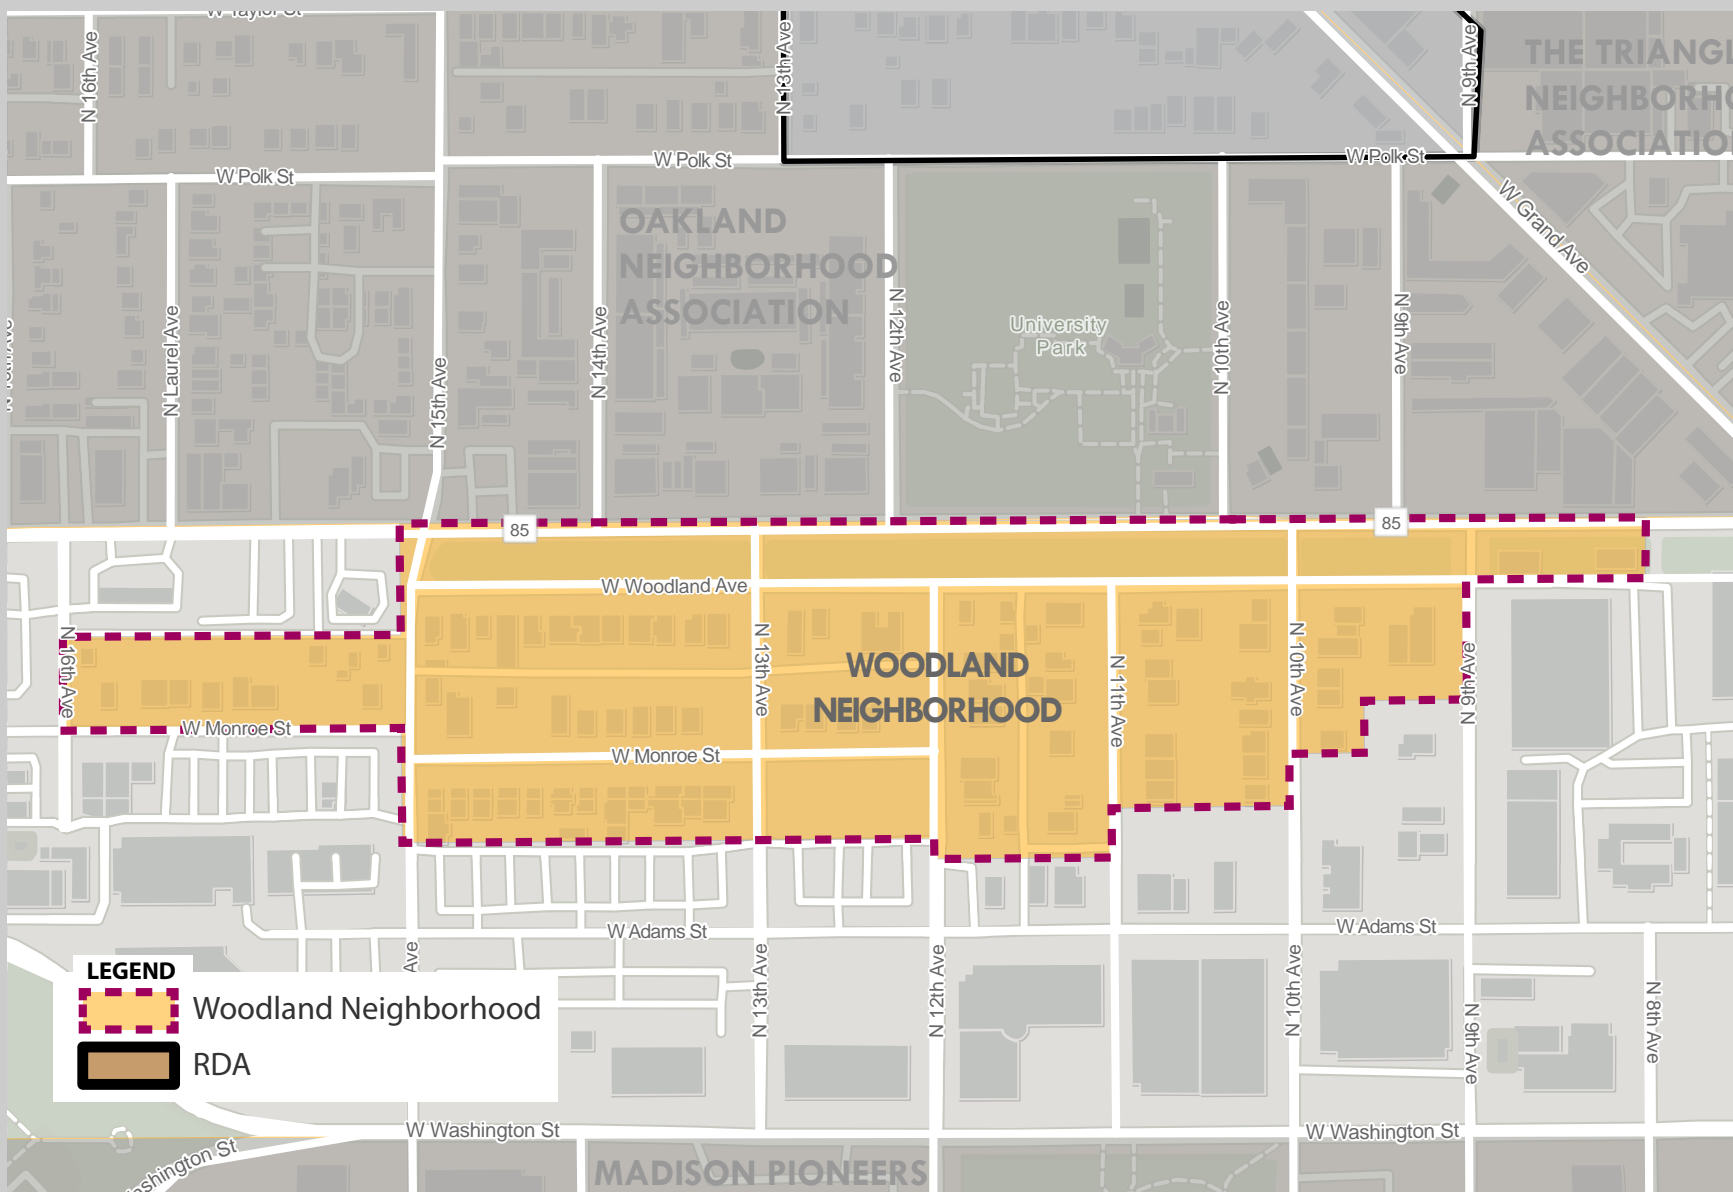 W Taylor St
N 16th Ave
N 13th Ave
N 9th Ave
THE TRIANGL
NEIGHBORHO
ASSOCIATION
W Polk St
W Polk St
W Polk St
W Grand Ave
OAKLAND
NEIGHBORHOOD
ASSOCIATION
University
Park
N Laurel Ave
N 15th Ave
N 14th Ave
N 12th Ave
N 10th Ave
N 9th Ave
85
85
W Woodland Ave
N 16th Ave
N 13th Ave
WOODLAND
NEIGHBORHOOD
N 11th Ave
N 10th Ave
N 9th Ave
W Monroe St
W Monroe St
W Adams St
W Adams St
Ave
N 13th Ave
N 12th Ave
N 10th Ave
N 9th Ave
N 8th Ave
LEGEND
Woodland Neighborhood
RDA
W Washington St
W Washington St
ashington St
MADISON PIONEERS